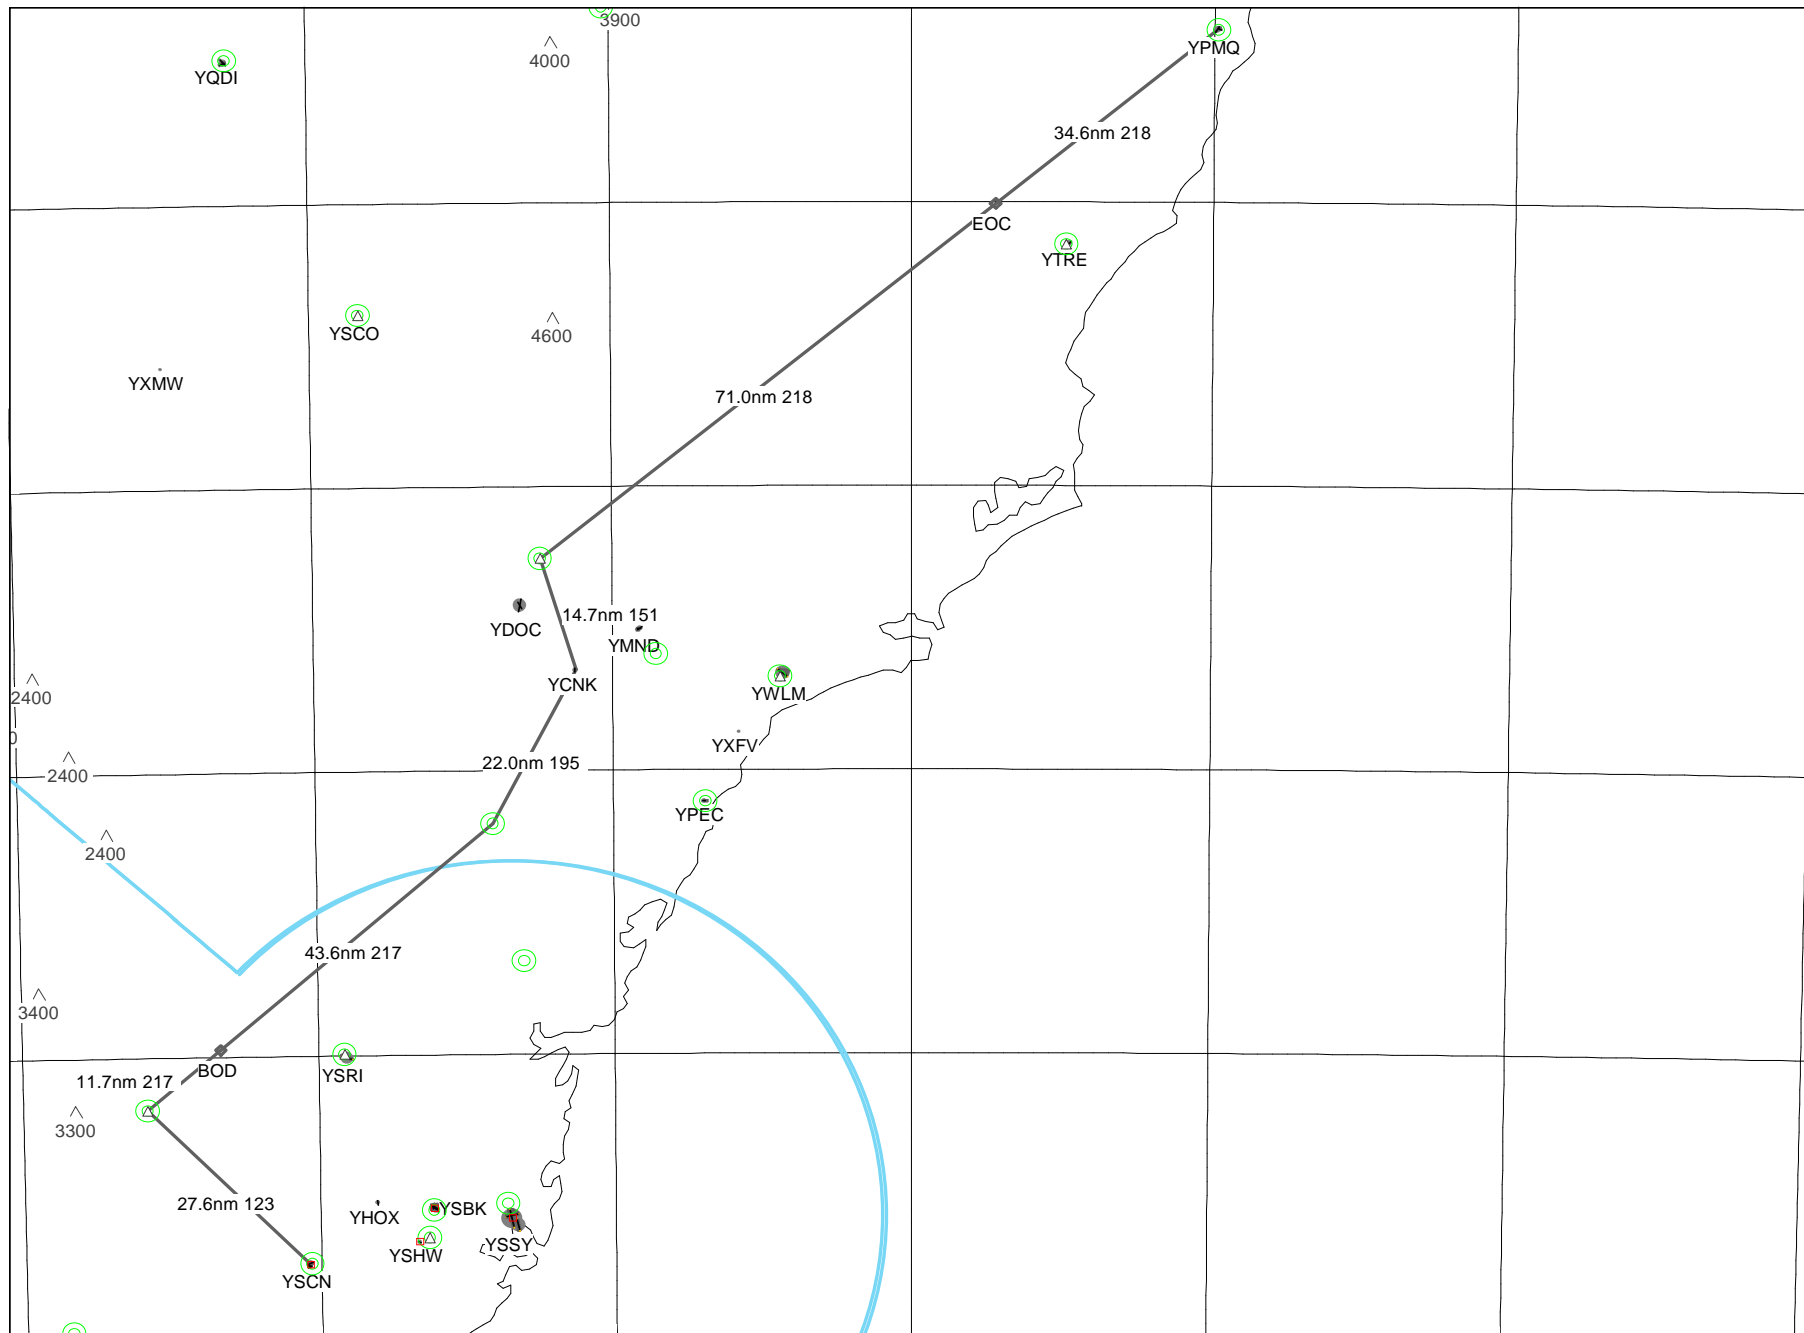 3900
YPMQ
4000
YQDI
34.6nm 218
EOC
YTRE
YSCO
4600
YXMW
71.0nm 218
14.7nm 151
YDOC
YMND
YCNK
YWLM
2400
0
YXFV
22.0nm 195
2400
YPEC
2400
43.6nm 217
3400
BOD
YSRI
11.7nm 217
3300
27.6nm 123
YHOX
YSBK
YSSY
YSHW
YSCN